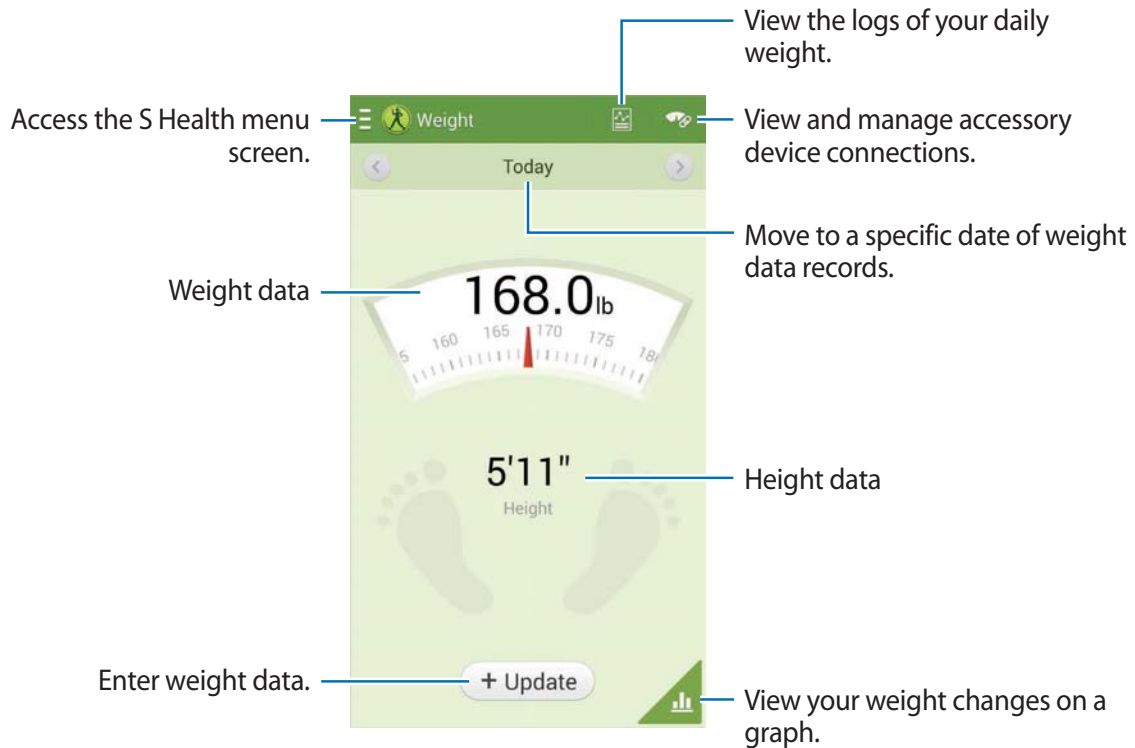 View the logs of your daily
weight.
Access the S Health menu
screen.
Weight
View and manage accessory
device connections.
Today
Move to a specific date of weight
data records.
Weight data
168.0lb
5 160 165 170 175 18
5'11"
Height
Height data
Enter weight data.
+ Update
View your weight changes on a
graph.